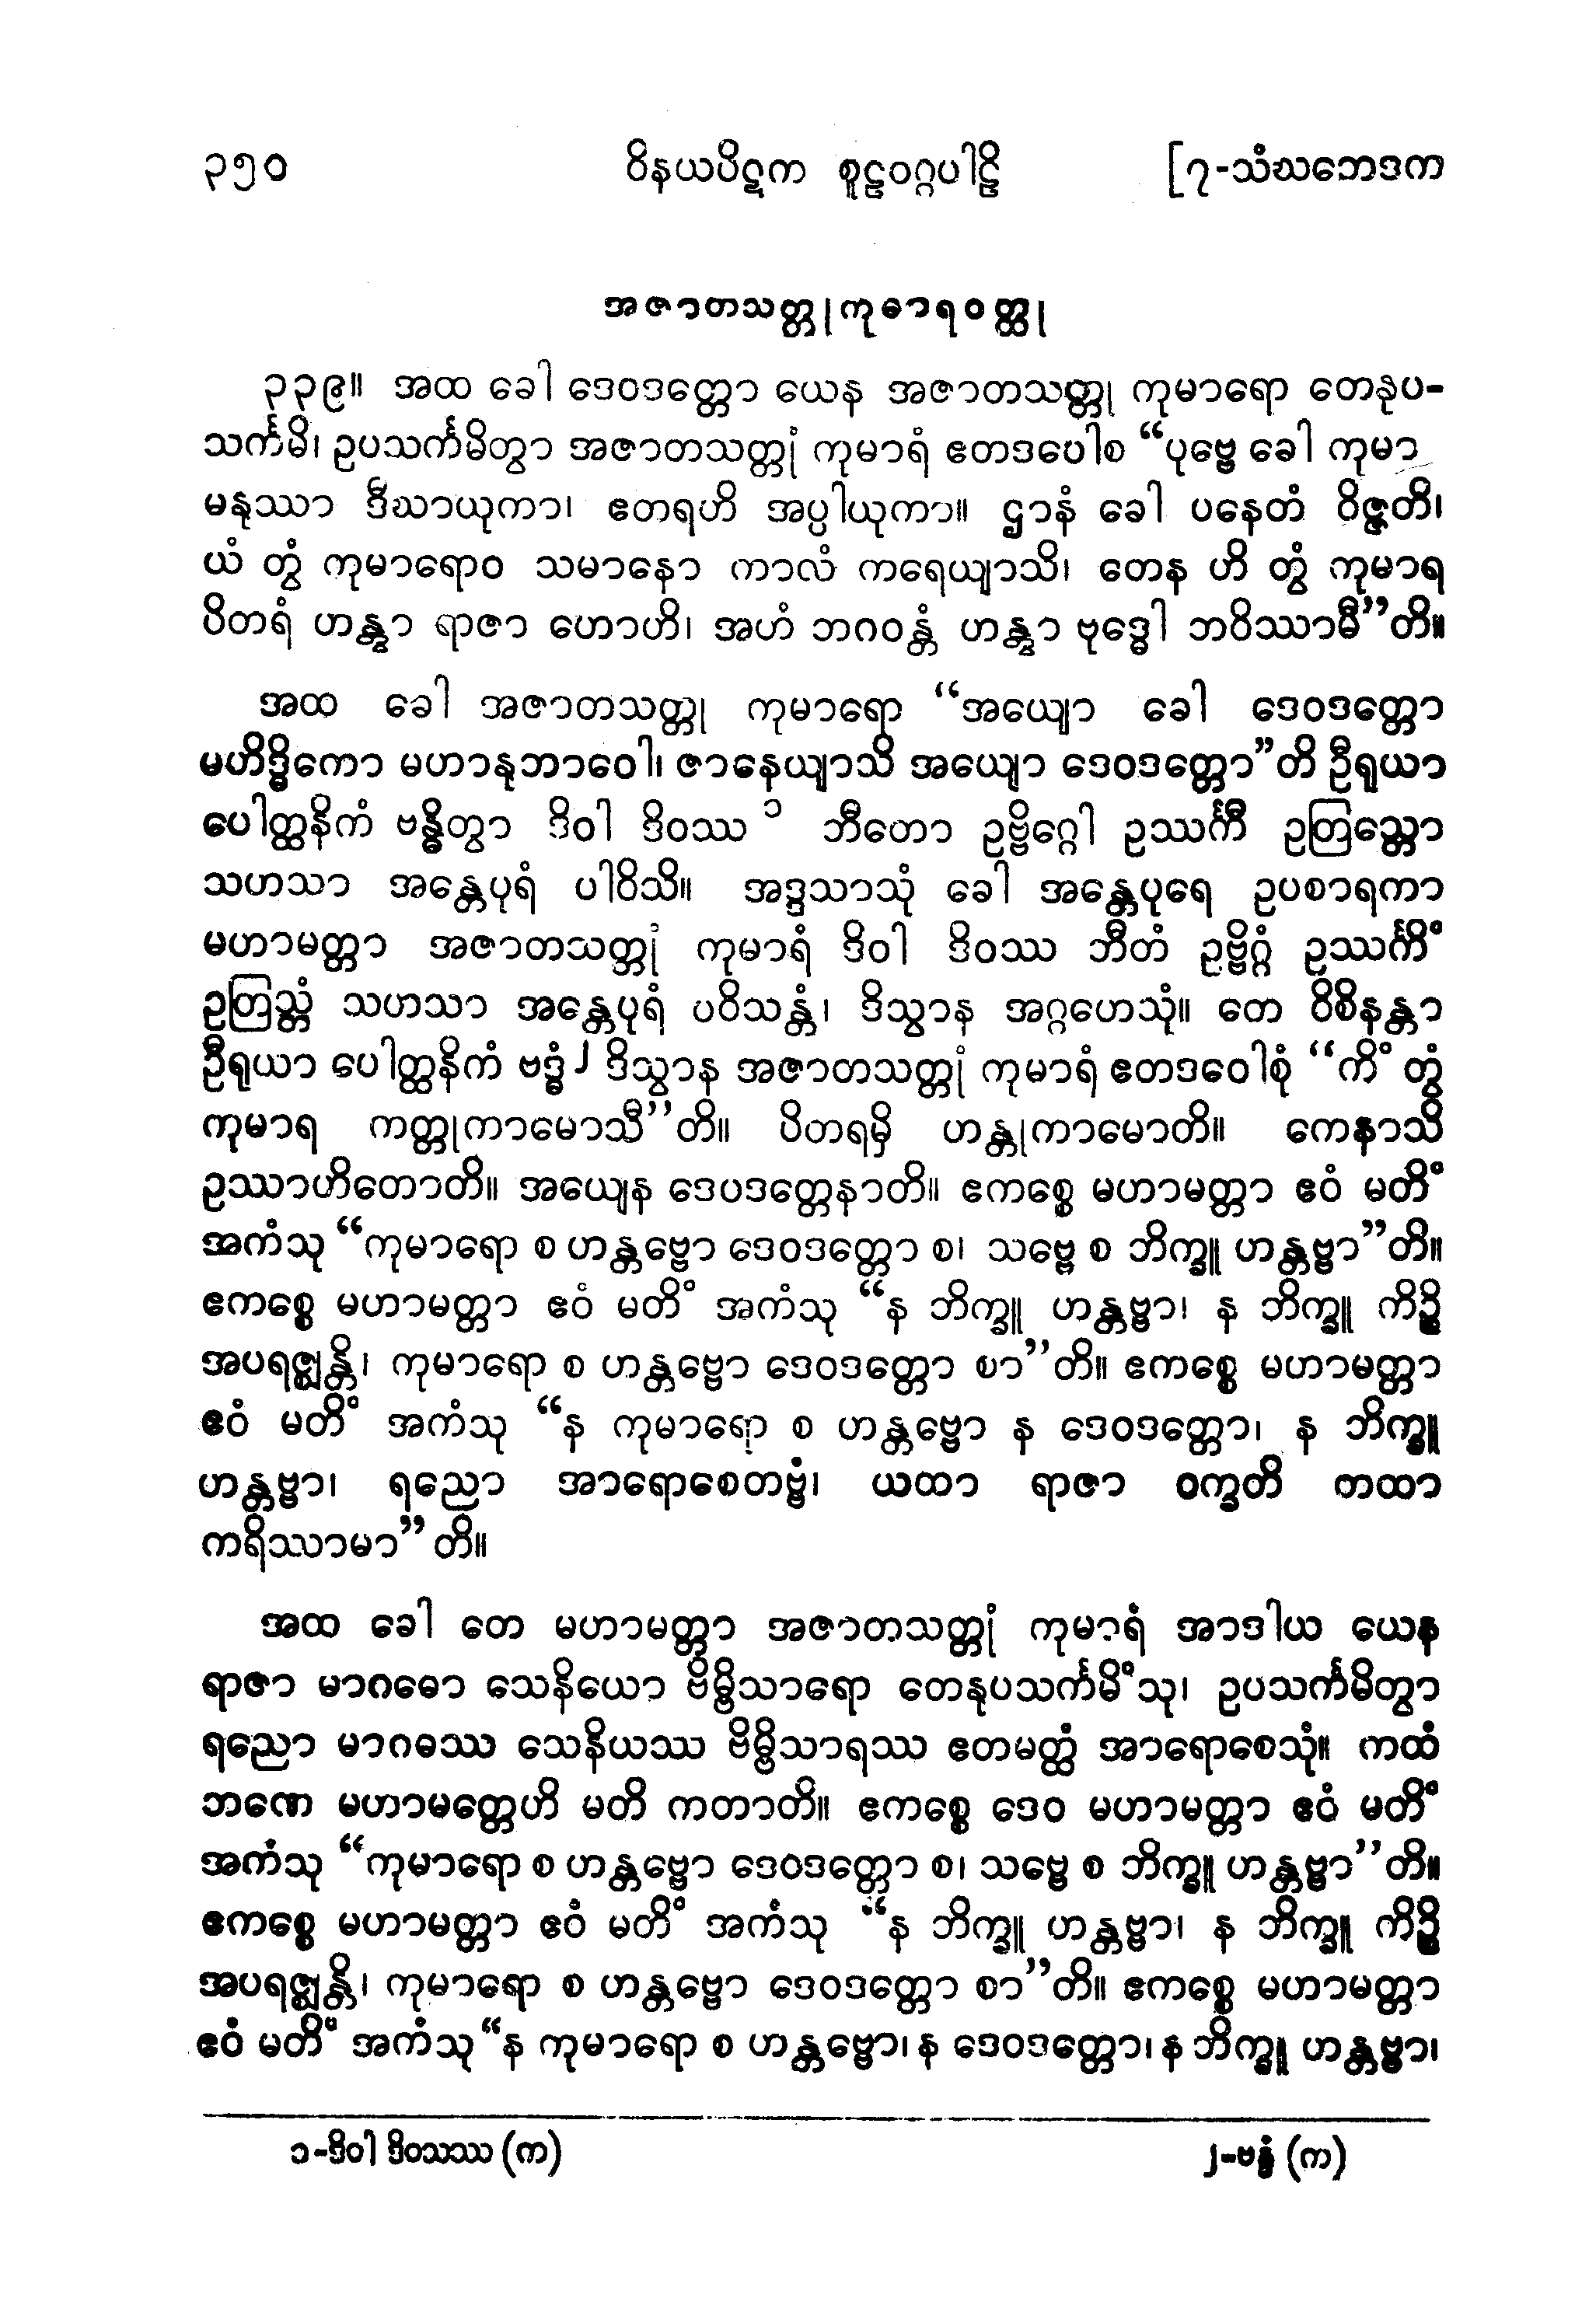 ၃၅၀ ဝိနယပိဋက စူဠဝဂ္ဂပါဠိ [၇-သံဃဘေဒက
အဇာတသတ္တုကုမာရဝတ္ထု
၃၃၉။ အထ ခေါ ဒေဝဒတ္တော ယေန အဇာတသတ္တု ကုမာရော တေနုပ-
သင်္ကမိ၊ ဥပသင်္ကမိတွာ အဇာတသတ္တုံ ကုမာရံ ဧတဒဝေါစ “ပုဗ္ဗေ ခေါ ကုမာ
မနုဿာ ဒီဃာယုကာ၊ ဧတရဟိ အပ္ပါယုကာ။ ဌာနံ ခေါ ပနေတံ ဝိဇ္ဇတိ၊
ယံ တွံ ကုမာရောဝ သမာနော ကာလံ ကရေယျာသိ၊ တေန ဟိ တွံ ကုမာရ
ပိတရံ ဟန္တွာ ရာဇာ ဟောဟိ၊ အဟံ ဘဂဝန္တံ ဟန္တွာ ဗုဒ္ဓေါ ဘဝိဿာမီ”တိ။
အထ ခေါ အဇာတသတ္တု ကုမာရော “အယျော ခေါ ဒေဝဒတ္တော
မဟိဒ္ဓိကော မဟာနုဘာဝေါ၊ ဇာနေယျာသိ အယျော ဒေဝဒတ္တော”တိ ဦရုယာ
ပေါတ္ထနိကံ ဗန္ဓိတွာ ဒိဝါ ဒိဝဿ ၁ ဘီတော ဥဗ္ဗိဂ္ဂေါ ဥဿင်္ကီ ဥတြသ္တော
သဟသာ အန္တေပုရံ ပါဝိသိ။ အဒ္ဒသာသုံ ခေါ အန္တေပုရေ ဥပစာရကာ
မဟာမတ္တာ အဇာတသတ္တုံ ကုမာရံ ဒိဝါ ဒိဝဿ ဘီတံ ဥဗ္ဗိဂ္ဂံ ဥဿင်္ကိံ
ဥတြသ္တံ သဟသာ အန္တေပုရံ ပဝိသန္တံ၊ ဒိသွာန အဂ္ဂဟေသုံ။ တေ ဝိစိနန္တာ
ဦရုယာ ပေါတ္ထနိကံ ဗဒ္ဓံ ၂ ဒိသွာန အဇာတသတ္တုံ ကုမာရံ ဧတဒဝေါစုံ “ကိံ တွံ
ကုမာရ ကတ္တုကာမောသီ”တိ။ ပိတရမှိ ဟန္တုကာမောတိ။ ကေနာသိ
ဥဿာဟိတောတိ။ အယျေန ဒေဝဒတ္တေနာတိ။ ဧကစ္စေ မဟာမတ္တာ ဧဝံ မတိံ
အကံသု “ကုမာရော စ ဟန္တဗ္ဗော ဒေဝဒတ္တော စ၊ သဗ္ဗေ စ ဘိက္ခူ ဟန္တဗ္ဗာ”တိ။
ဧကစ္စေ မဟာမတ္တာ ဧဝံ မတိံ အကံသု “န ဘိက္ခူ ဟန္တဗ္ဗာ၊ န ဘိက္ခူ ကိဉ္စိ
အပရဇ္ဈန္တိ၊ ကုမာရော စ ဟန္တဗ္ဗော ဒေဝဒတ္တော စာ”တိ။ ဧကစ္စေ မဟာမတ္တာ
ဧဝံ မတိံ အကံသု “န ကုမာရော စ ဟန္တဗ္ဗော န ဒေဝဒတ္တော၊ န ဘိက္ခူ
ဟန္တဗ္ဗာ၊ ရညော အာရောစေတဗ္ဗံ၊ ယထာ ရာဇာ ဝက္ခတိ တထာ
ကရိဿာမာ”တိ။
အထ ခေါ တေ မဟာမတ္တာ အဇာတသတ္တုံ ကုမာရံ အာဒါယ ယေန
ရာဇာ မာဂဓော သေနိယော ဗိမ္ဗိသာရော တေနုပသင်္ကမိံသု၊ ဥပသင်္ကမိတွာ
ရညော မာဂဓဿ သေနိယဿ ဗိမ္ဗိသာရဿ ဧတမတ္ထံ အာရောစေသုံ။ ကထံ
ဘဏေ မဟာမတ္တေဟိ မတိ ကတာတိ။ ဧကစ္စေ ဒေဝ မဟာမတ္တာ ဧဝံ မတိံ
အကံသု “ကုမာရော စ ဟန္တဗ္ဗော ဒေဝဒတ္တော စ၊ သဗ္ဗေ စ ဘိက္ခူ ဟန္တဗ္ဗာ”တိ။
ဧကစ္စေ မဟာမတ္တာ ဧဝံ မတိံ အကံသု “န ဘိက္ခူ ဟန္တဗ္ဗာ၊ န ဘိက္ခူ ကိဉ္စိ
အပရဇ္ဈန္တိ၊ ကုမာရော စ ဟန္တဗ္ဗော ဒေဝဒတ္တော စာ”တိ။ ဧကစ္စေ မဟာမတ္တာ
ဧဝံ မတိံ အကံသု “န ကုမာရော စ ဟန္တဗ္ဗော၊ န ဒေဝဒတ္တော၊ န ဘိက္ခူ ဟန္တဗ္ဗာ၊
၁-ဒိဝါ ဒိဝသဿ (က) ၂-ဗန္ဓံ (က)